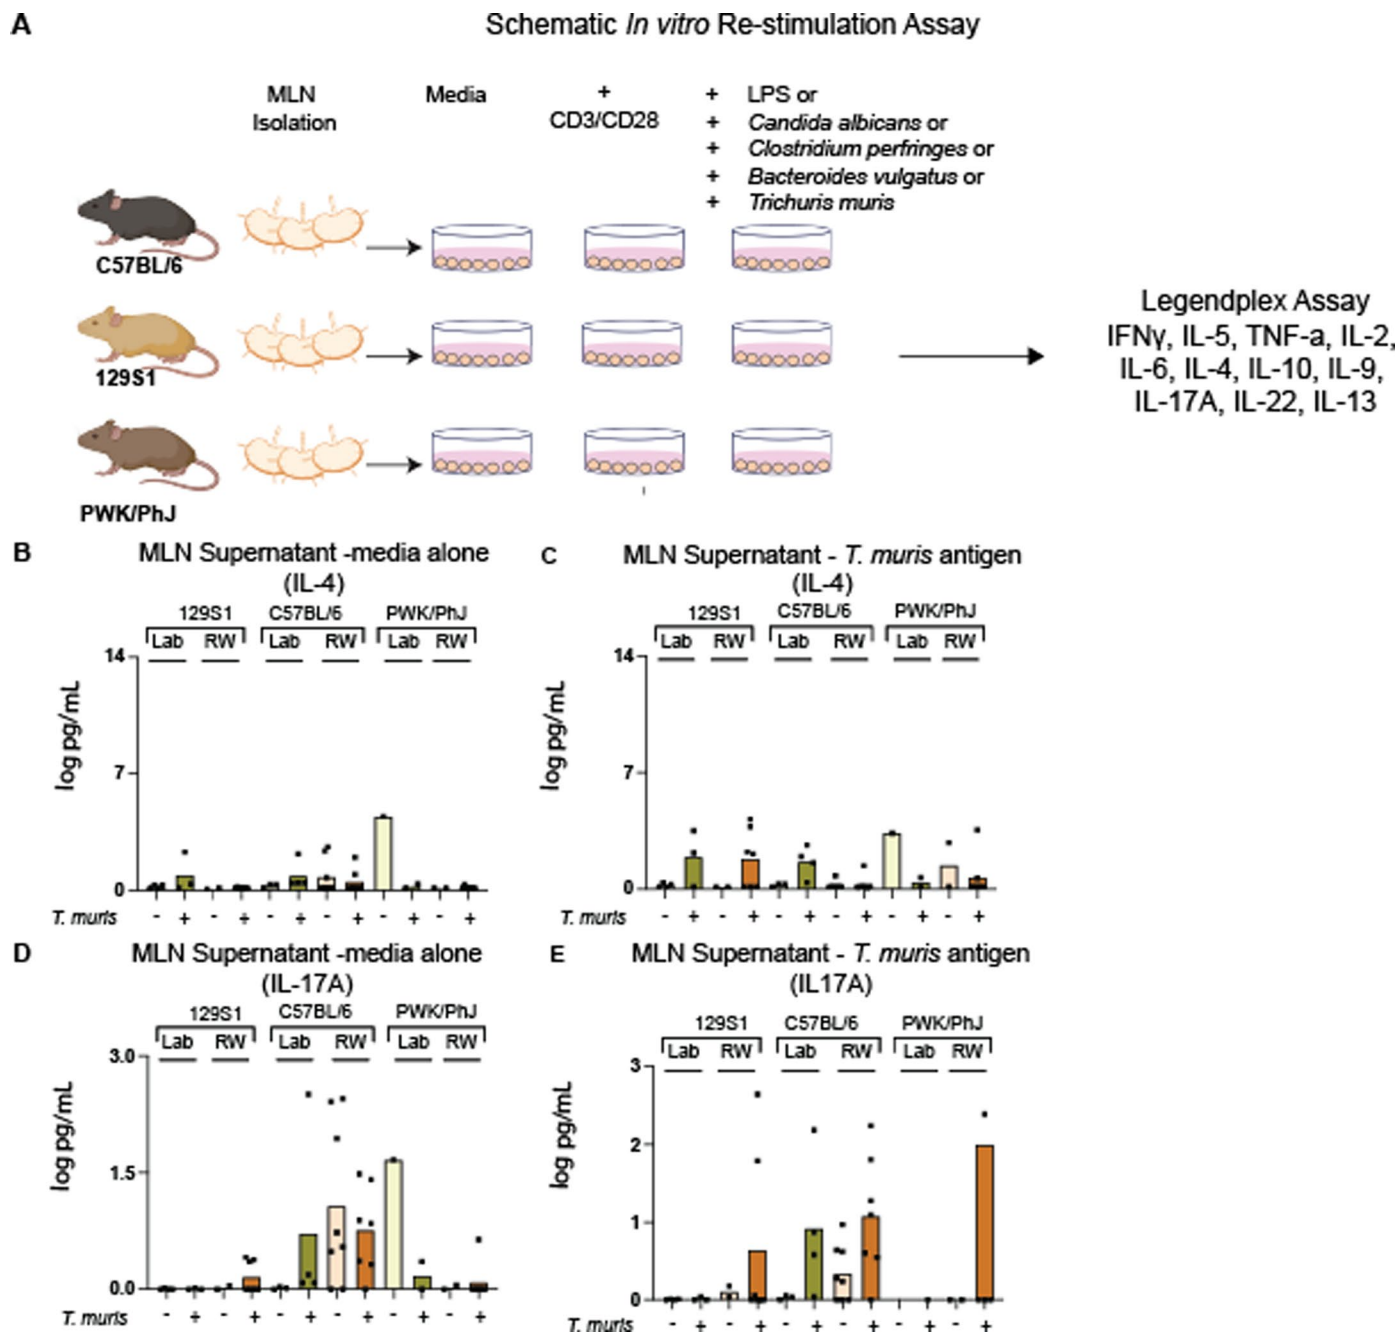 A
Schematic In vitro Re-stimulation Assay
MLN
Isolation
Media
+
CD3/CD28
+ LPS or
+ Candida albicans or
+ Clostridium perfringes or
+ Bacteroides vulgatus or
+ Trichuris muris
C57BL/6
129S1
PWK/PhJ
Legendplex Assay
IFNγ, IL-5, TNF-a, IL-2,
IL-6, IL-4, IL-10, IL-9,
IL-17A, IL-22, IL-13
B
MLN Supernatant -media alone
(IL-4)
129S1 C57BL/6 PWK/PhJ
Lab RW Lab RW Lab RW
14
7
0
log pg/mL
T. muris - + - + - + - + - + - +
C
MLN Supernatant - T. muris antigen
(IL-4)
129S1 C57BL/6 PWK/PhJ
Lab RW Lab RW Lab RW
14
7
0
log pg/mL
T. muris - + - + - + - + - + - +
D
MLN Supernatant -media alone
(IL-17A)
129S1 C57BL/6 PWK/PhJ
Lab RW Lab RW Lab RW
3.0
1.5
0.0
log pg/mL
T. muris - + - + - + - + - + - +
E
MLN Supernatant - T. muris antigen
(IL17A)
129S1 C57BL/6 PWK/PhJ
Lab RW Lab RW Lab RW
3
2
1
0
log pg/mL
T. muris - + - + - + - + - + - +